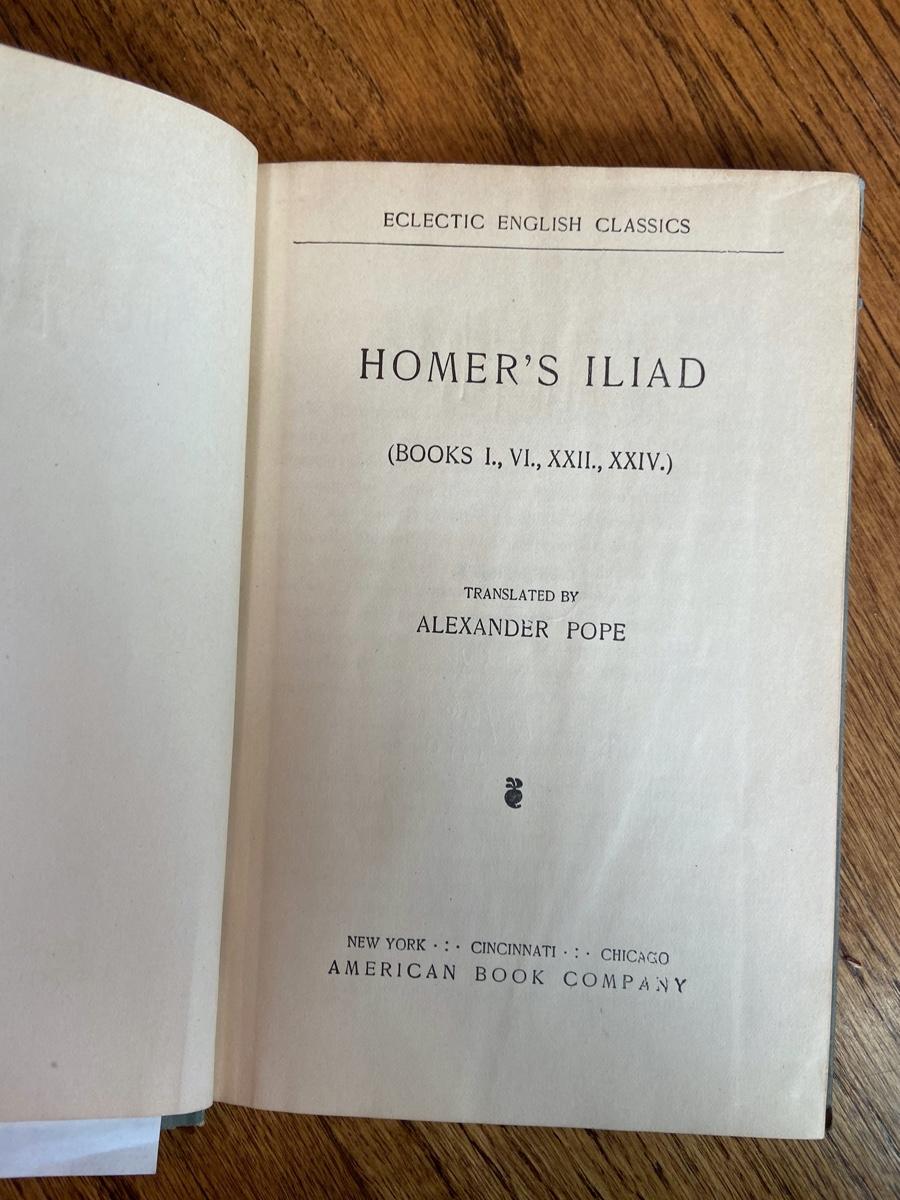 ECLECTIC ENGLISH CLASSICS
HOMER'S ILIAD
(BOOKS I., VI., XXII., XXIV.)
TRANSLATED BY
ALEXANDER POPE
NEW YORK ·:· CINCINNATI ·:· CHICAGO
AMERICAN BOOK COMPANY